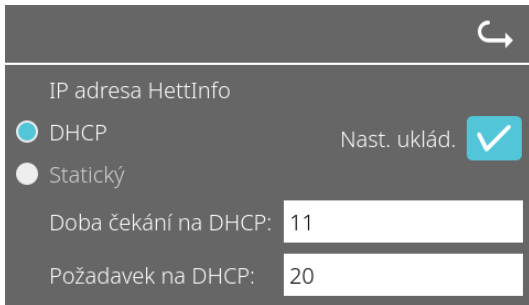 IP adresa HettInfo
DHCP
Nast. uklád.
Statický
Doba čekání na DHCP: 11
Požadavek na DHCP: 20